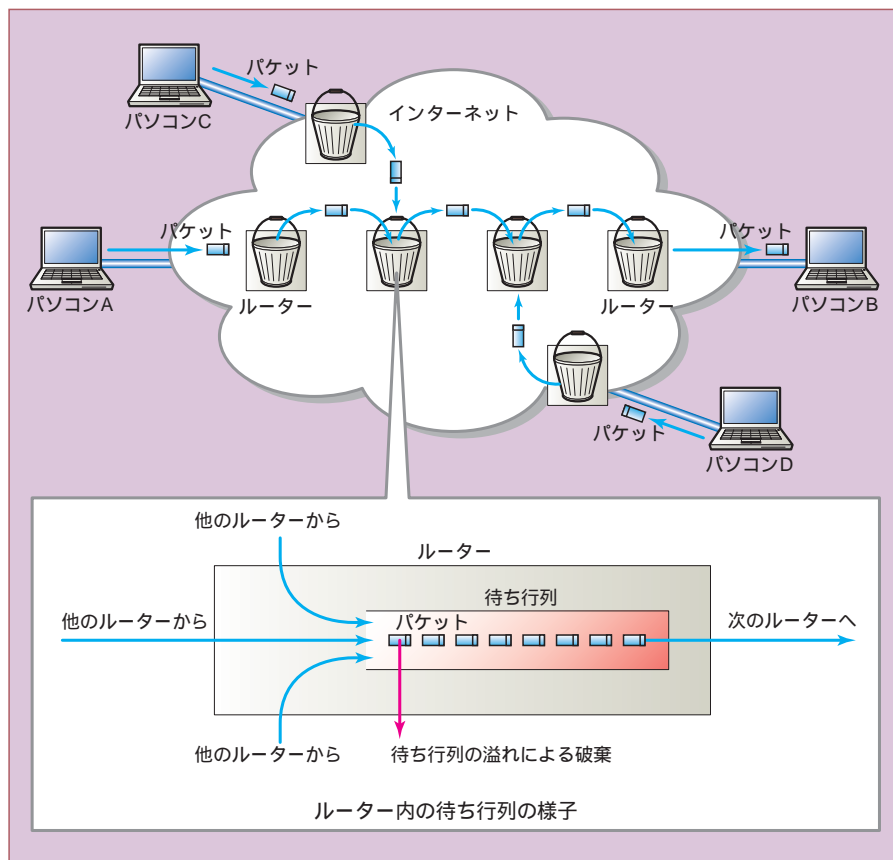 パケット
パソコンC
インターネット
パケット
パソコンA
ルーター
ルーター
パケット
パソコンB
パケット
パソコンD
他のルーターから
ルーター
待ち行列
他のルーターから
パケット
次のルーターへ
他のルーターから
待ち行列の溢れによる破棄
ルーター内の待ち行列の様子